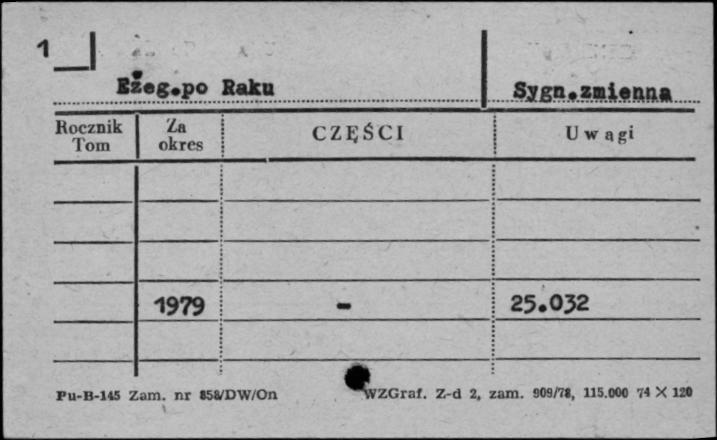 1
Eżeg.po Raku
Sygn.zmienna
Rocznik Tom
Za okres
CZĘŚCI
Uwagi
1979 - 25.032
Pu-B-145 Zam. nr 858/DW/On
WZGraf. Z-d 2, zam. 909/78, 115.000 74 X 120